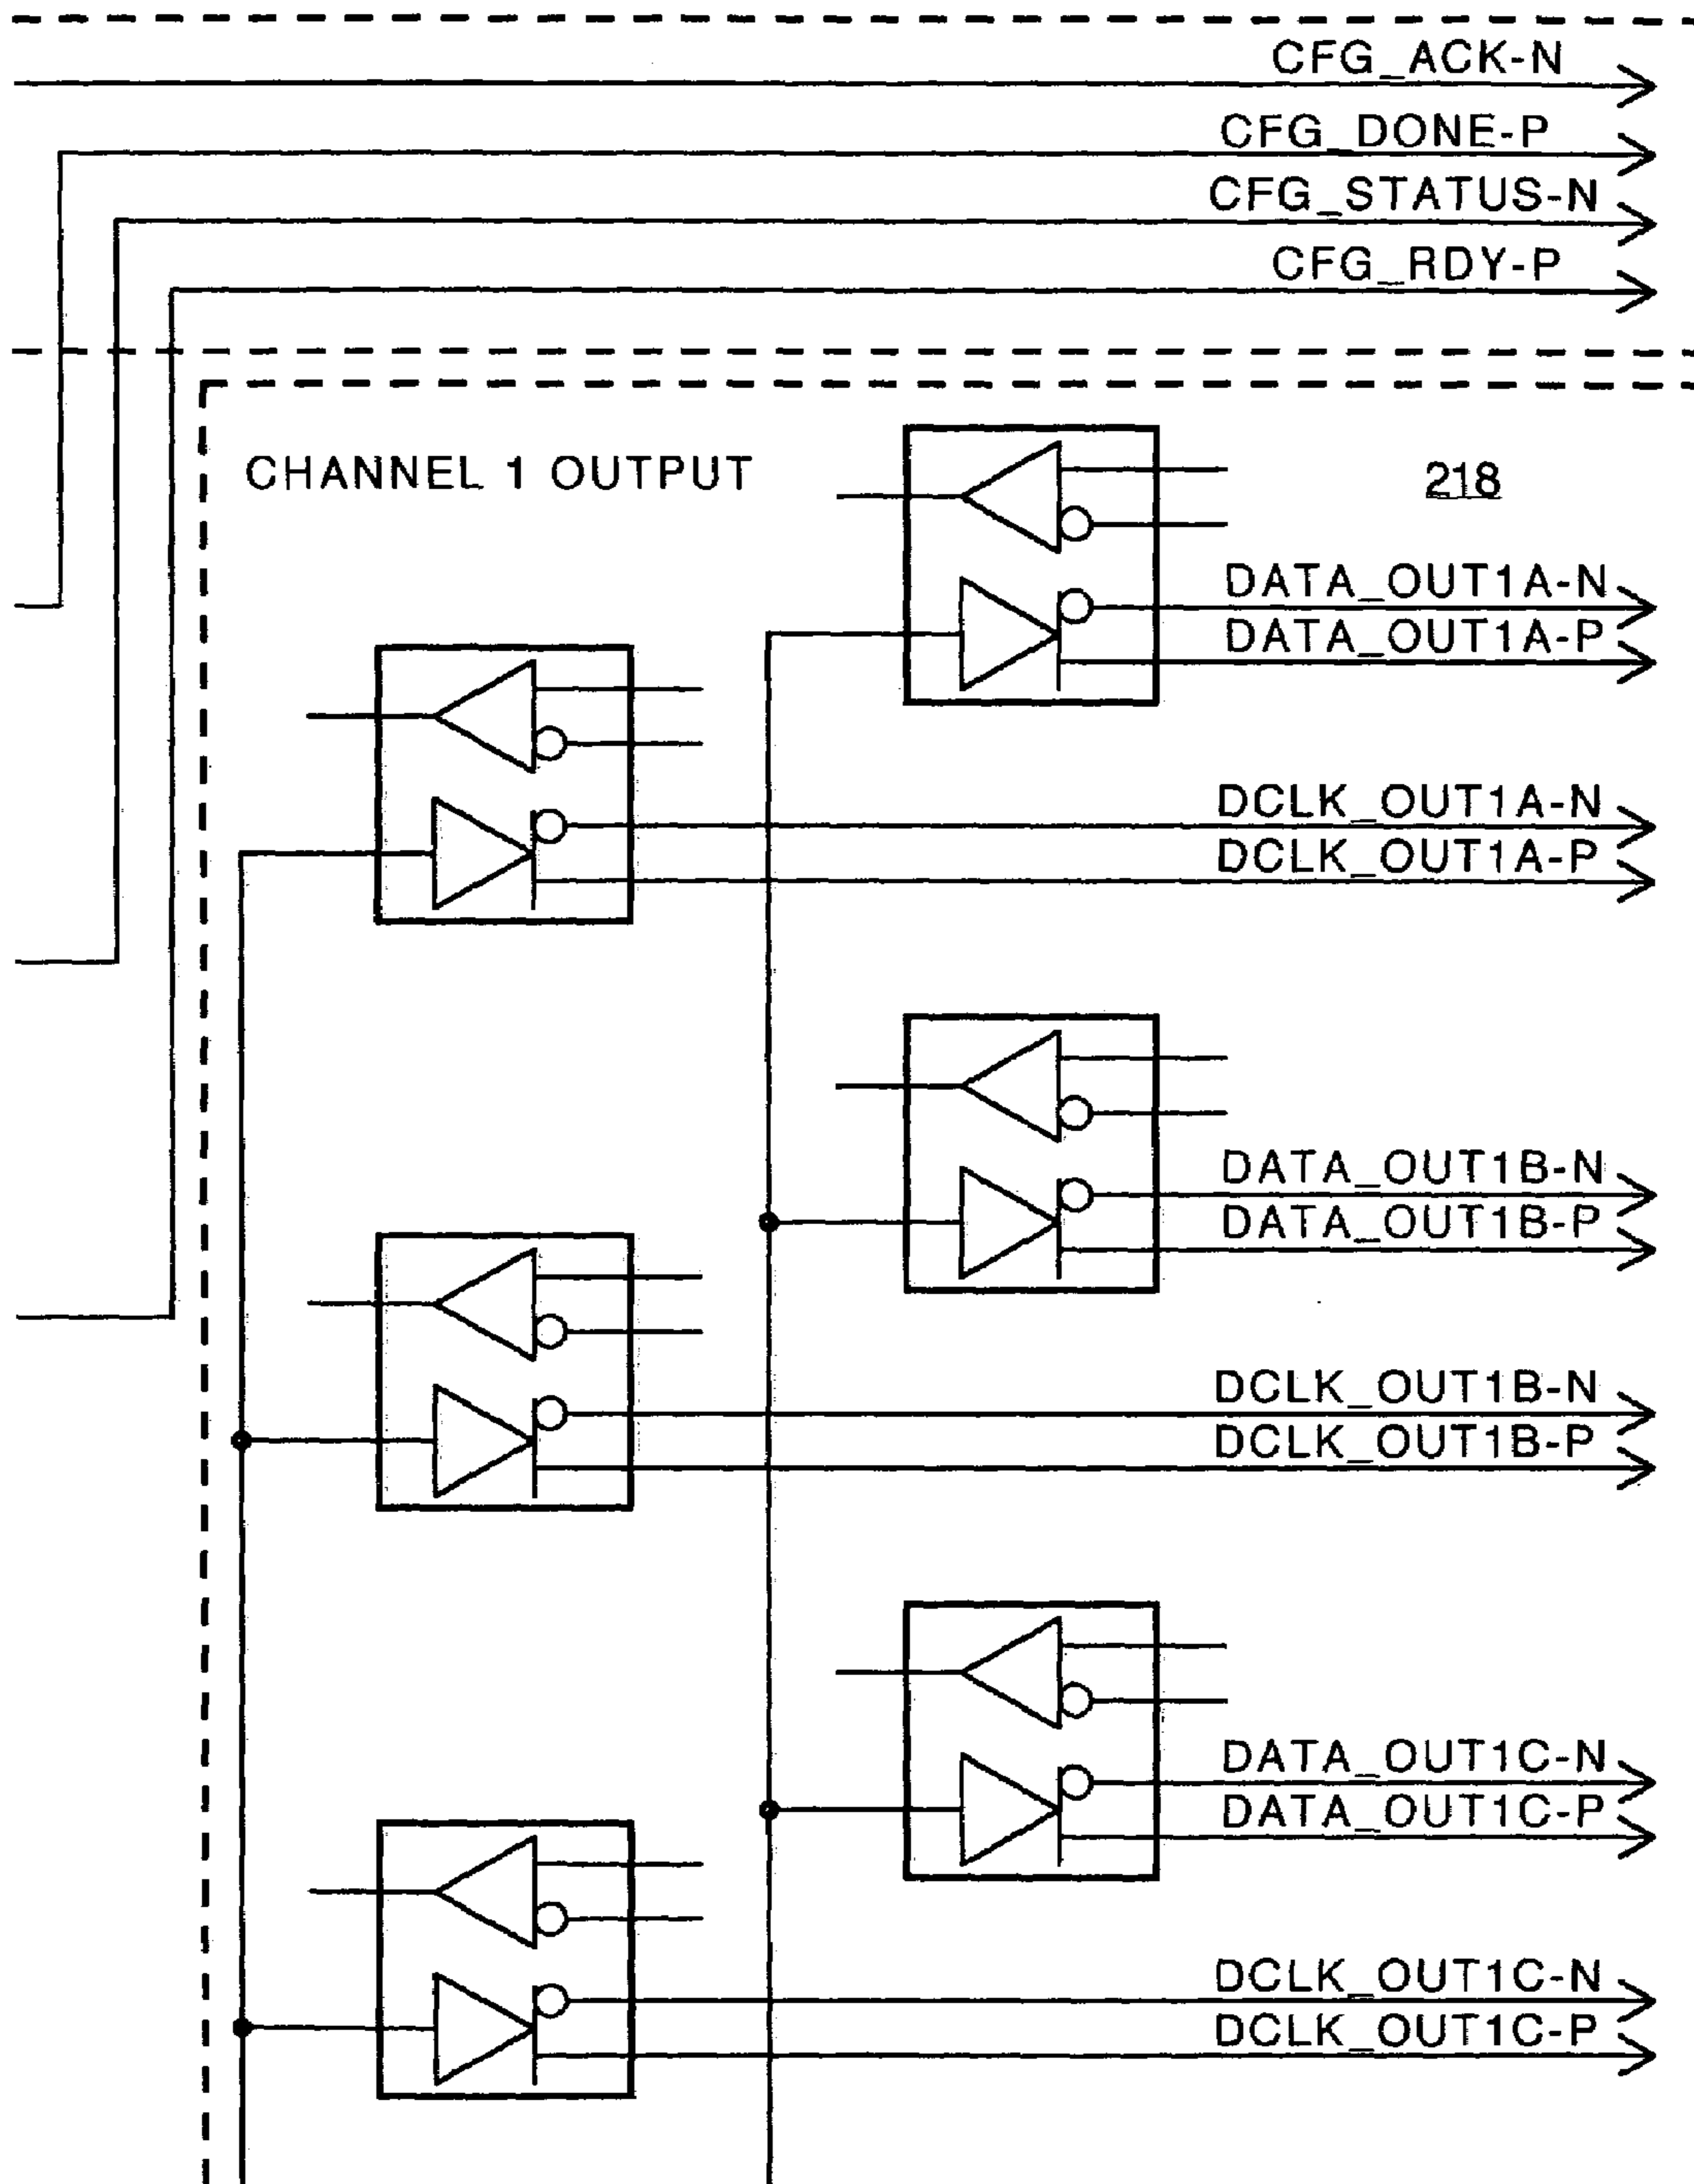 CFG_ACK-N
CFG_DONE-P
CFG_STATUS-N
CFG_RDY-P
CHANNEL 1 OUTPUT
218
DATA_OUT1A-N
DATA_OUT1A-P
DCLK_OUT1A-N
DCLK_OUT1A-P
DATA_OUT1B-N
DATA_OUT1B-P
DCLK_OUT1B-N
DCLK_OUT1B-P
DATA_OUT1C-N
DATA_OUT1C-P
DCLK_OUT1C-N
DCLK_OUT1C-P